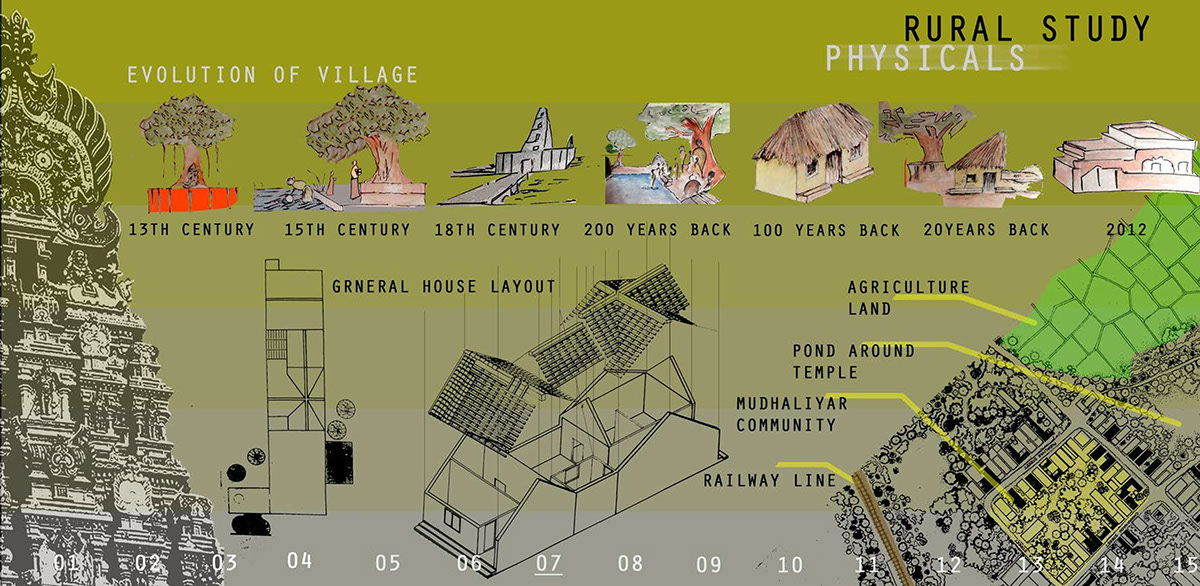 RURAL STUDY
PHYSICALS
EVOLUTION OF VILLAGE
13TH CENTURY
15TH CENTURY
18TH CENTURY
200 YEARS BACK
100 YEARS BACK
20YEARS BACK
2012
GRNERAL HOUSE LAYOUT
AGRICULTURE
LAND
POND AROUND
TEMPLE
MUDHALIYAR
COMMUNITY
RAILWAY LINE
01 02 03 04 05 06 07 08 09 10 11 12 13 14 15